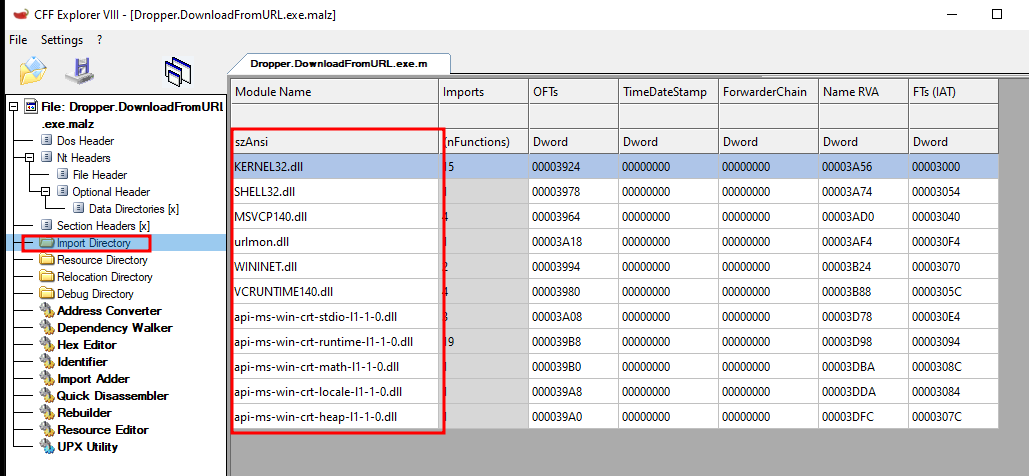 CFF Explorer VIII - [Dropper.DownloadFromURL.exe.malz]
File Settings ?
Dropper.DownloadFromURL.exe.m
File: Dropper.DownloadFromURL
.exe.malz
Dos Header
Nt Headers
File Header
Optional Header
Data Directories [x]
Section Headers [x]
Import Directory
Resource Directory
Relocation Directory
Debug Directory
Address Converter
Dependency Walker
Hex Editor
Identifier
Import Adder
Quick Disassembler
Rebuilder
Resource Editor
UPX Utility
Module Name Imports OFTs TimeDateStamp ForwarderChain Name RVA FTs (IAT)
szAnsi (nFunctions) Dword Dword Dword Dword Dword
KERNEL32.dll 15 00003924 00000000 00000000 00003A56 00003000
SHELL32.dll 1 00003978 00000000 00000000 00003A74 00003054
MSVCP140.dll 4 00003964 00000000 00000000 00003AD0 00003040
urlmon.dll 1 00003A18 00000000 00000000 00003AF4 000030F4
WININET.dll 2 00003994 00000000 00000000 00003B24 00003070
VCRUNTIME140.dll 4 00003980 00000000 00000000 00003B88 0000305C
api-ms-win-crt-stdio-l1-1-0.dll 3 00003A08 00000000 00000000 00003D78 000030E4
api-ms-win-crt-runtime-l1-1-0.dll 19 000039B8 00000000 00000000 00003D98 00003094
api-ms-win-crt-math-l1-1-0.dll 1 000039B0 00000000 00000000 00003DBA 0000308C
api-ms-win-crt-locale-l1-1-0.dll 1 000039A8 00000000 00000000 00003DDA 00003084
api-ms-win-crt-heap-l1-1-0.dll 1 000039A0 00000000 00000000 00003DFC 0000307C